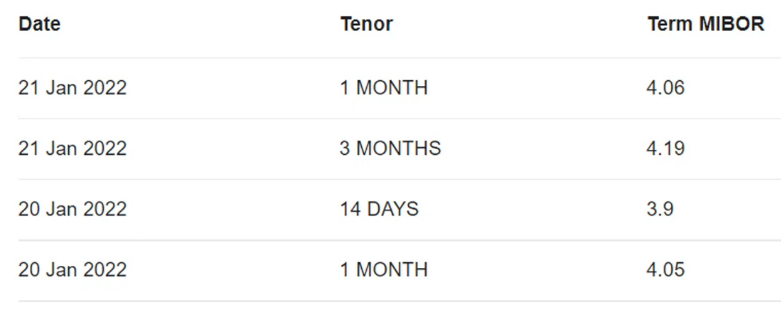 Date Tenor Term MIBOR
21 Jan 2022 1 MONTH 4.06
21 Jan 2022 3 MONTHS 4.19
20 Jan 2022 14 DAYS 3.9
20 Jan 2022 1 MONTH 4.05